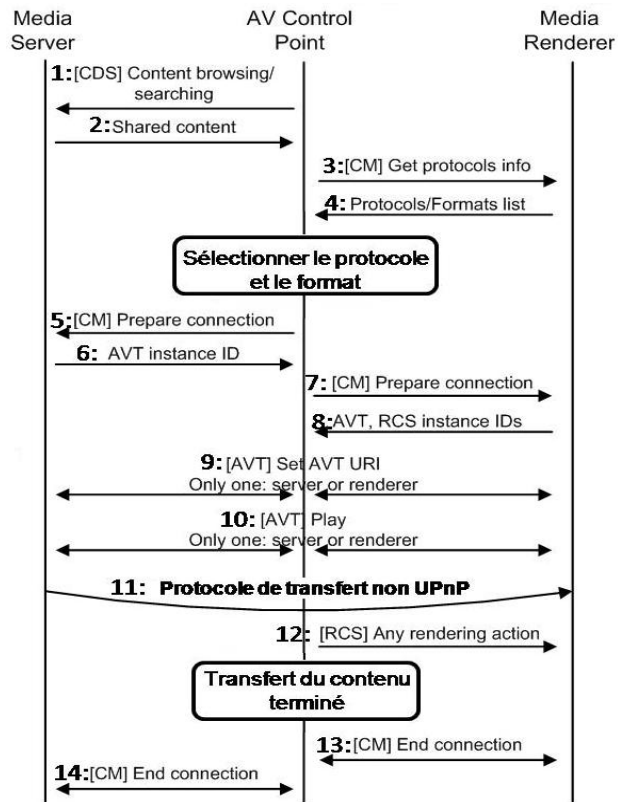 Media
Server
AV Control
Point
Media
Renderer
1:[CDS] Content browsing/
searching
2:Shared content
3:[CM] Get protocols info
4: Protocols/Formats list
Sélectionner le protocole
et le format
5:[CM] Prepare connection
6: AVT instance ID
7: [CM] Prepare connection
8:AVT, RCS instance IDs
9: [AVT] Set AVT URI
Only one: server or renderer
10: [AVT] Play
Only one: server or renderer
11: Protocole de transfert non UPnP
12: [RCS] Any rendering action
Transfert du contenu
terminé
13:[CM] End connection
14:[CM] End connection